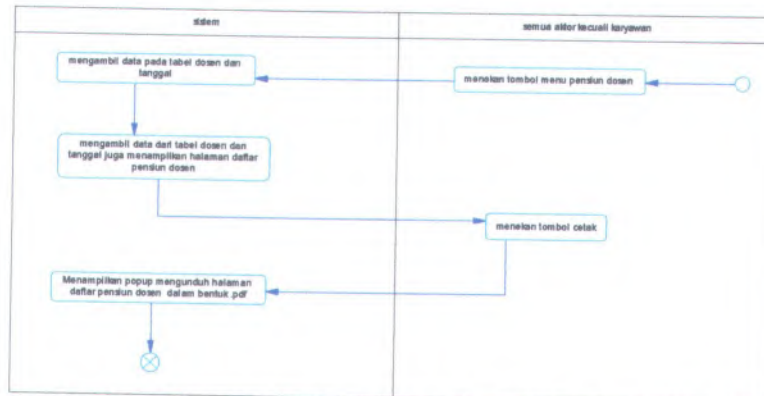 sistem
semua aktor kecuali karyawan
mengambil data pada tabel dosen dan
tanggal
menekan tombol menu pensiun dosen
mengambil data dari tabel dosen dan
tanggal juga menampilkan halaman daftar
pensiun dosen
menekan tombol cetak
Menampilkan popup mengunduh halaman
daftar pensiun dosen dalam bentuk .pdf